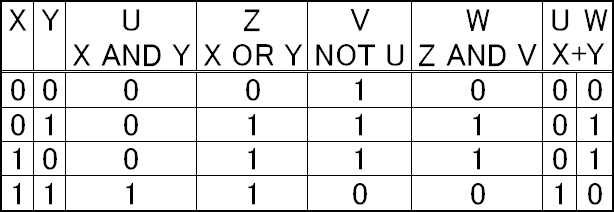 X Y U Z V W U W
X AND Y X OR Y NOT U Z AND V X+Y
0 0 0 0 1 0 0 0
0 1 0 1 1 1 0 1
1 0 0 1 1 1 0 1
1 1 1 1 0 0 1 0